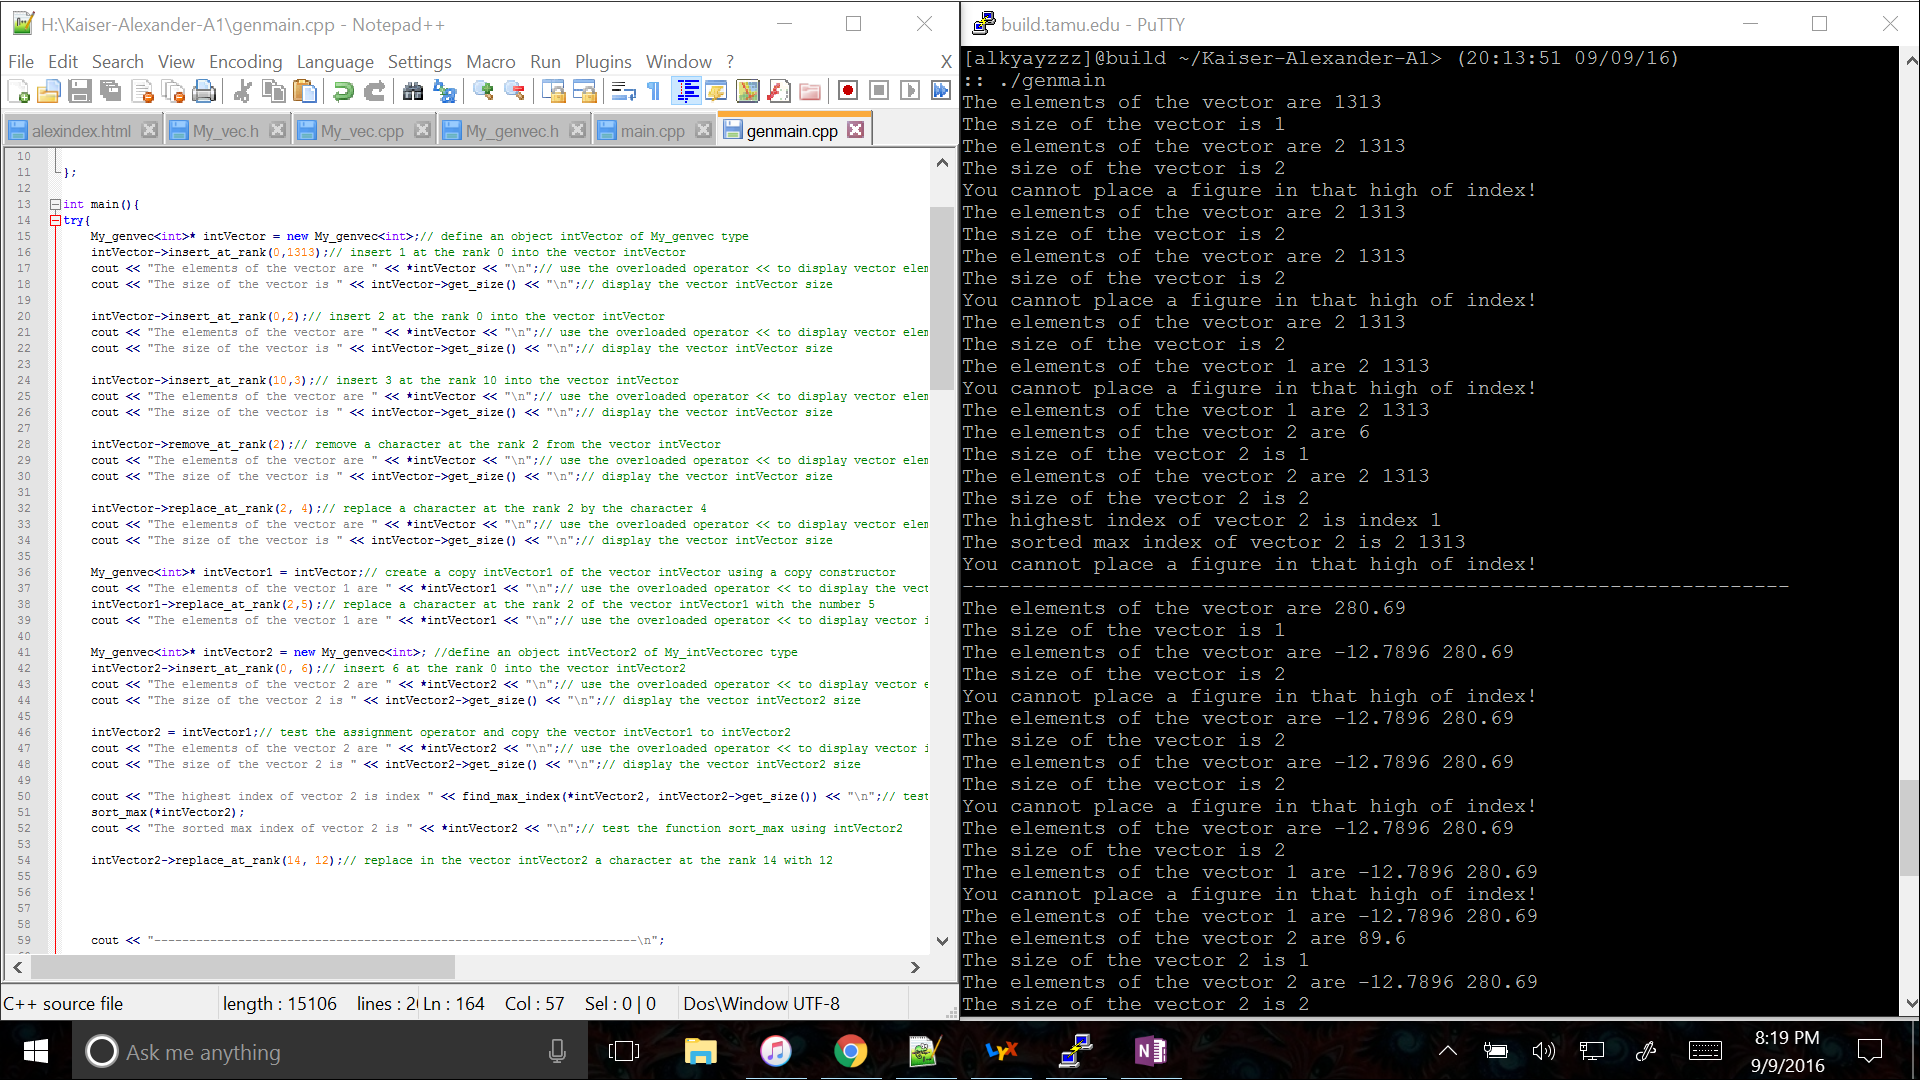 H:\Kaiser-Alexander-A1\genmain.cpp - Notepad++
File Edit Search View Encoding Language Settings Macro Run Plugins Window ? X
alexindex.html My_vec.h My_vec.cpp My_genvec.h main.cpp genmain.cpp
10
11 };
12
13 int main(){
14 try{
15 My_genvec<int>* intVector = new My_genvec<int>;// define an object intVector of My_genvec type
16 intVector->insert_at_rank(0,1313);// insert 1 at the rank 0 into the vector intVector
17 cout << "The elements of the vector are " << *intVector << "\n";// use the overloaded operator << to display vector elem
18 cout << "The size of the vector is " << intVector->get_size() << "\n";// display the vector intVector size
19
20 intVector->insert_at_rank(0,2);// insert 2 at the rank 0 into the vector intVector
21 cout << "The elements of the vector are " << *intVector << "\n";// use the overloaded operator << to display vector elem
22 cout << "The size of the vector is " << intVector->get_size() << "\n";// display the vector intVector size
23
24 intVector->insert_at_rank(10,3);// insert 3 at the rank 10 into the vector intVector
25 cout << "The elements of the vector are " << *intVector << "\n";// use the overloaded operator << to display vector elem
26 cout << "The size of the vector is " << intVector->get_size() << "\n";// display the vector intVector size
27
28 intVector->remove_at_rank(2);// remove a character at the rank 2 from the vector intVector
29 cout << "The elements of the vector are " << *intVector << "\n";// use the overloaded operator << to display vector elem
30 cout << "The size of the vector is " << intVector->get_size() << "\n";// display the vector intVector size
31
32 intVector->replace_at_rank(2, 4);// replace a character at the rank 2 by the character 4
33 cout << "The elements of the vector are " << *intVector << "\n";// use the overloaded operator << to display vector elem
34 cout << "The size of the vector is " << intVector->get_size() << "\n";// display the vector intVector size
35
36 My_genvec<int>* intVector1 = intVector;// create a copy intVector1 of the vector intVector using a copy constructor
37 cout << "The elements of the vector 1 are " << *intVector1 << "\n";// use the overloaded operator << to display the vect
38 intVector1->replace_at_rank(2,5);// replace a character at the rank 2 of the vector intVector1 with the number 5
39 cout << "The elements of the vector 1 are " << *intVector1 << "\n";// use the overloaded operator << to display vector i
40
41 My_genvec<int>* intVector2 = new My_genvec<int>; //define an object intVector2 of My_intVectorec type
42 intVector2->insert_at_rank(0, 6);// insert 6 at the rank 0 into the vector intVector2
43 cout << "The elements of the vector 2 are " << *intVector2 << "\n";// use the overloaded operator << to display vector e
44 cout << "The size of the vector 2 is " << intVector2->get_size() << "\n";// display the vector intVector2 size
45
46 intVector2 = intVector1;// test the assignment operator and copy the vector intVector1 to intVector2
47 cout << "The elements of the vector 2 are " << *intVector2 << "\n";// use the overloaded operator << to display vector i
48 cout << "The size of the vector 2 is " << intVector2->get_size() << "\n";// display the vector intVector2 size
49
50 cout << "The highest index of vector 2 is index " << find_max_index(*intVector2, intVector2->get_size()) << "\n";// test
51 sort_max(*intVector2);
52 cout << "The sorted max index of vector 2 is " << *intVector2 << "\n";// test the function sort_max using intVector2
53
54 intVector2->replace_at_rank(14, 12);// replace in the vector intVector2 a character at the rank 14 with 12
55
56
57
58
59 cout << "---------------------------------------------------------------------\n";
C++ source file length : 15106 lines : 2 Ln : 164 Col : 57 Sel : 0 | 0 Dos\Window UTF-8
build.tamu.edu - PuTTY
[alkyayzzz]@build ~/Kaiser-Alexander-A1> (20:13:51 09/09/16)
:: ./genmain
The elements of the vector are 1313
The size of the vector is 1
The elements of the vector are 2 1313
The size of the vector is 2
You cannot place a figure in that high of index!
The elements of the vector are 2 1313
The size of the vector is 2
The elements of the vector are 2 1313
The size of the vector is 2
You cannot place a figure in that high of index!
The elements of the vector are 2 1313
The size of the vector is 2
The elements of the vector 1 are 2 1313
You cannot place a figure in that high of index!
The elements of the vector 1 are 2 1313
The elements of the vector 2 are 6
The size of the vector 2 is 1
The elements of the vector 2 are 2 1313
The size of the vector 2 is 2
The highest index of vector 2 is index 1
The sorted max index of vector 2 is 2 1313
You cannot place a figure in that high of index!
---------------------------------------------------------------------
The elements of the vector are 280.69
The size of the vector is 1
The elements of the vector are -12.7896 280.69
The size of the vector is 2
You cannot place a figure in that high of index!
The elements of the vector are -12.7896 280.69
The size of the vector is 2
The elements of the vector are -12.7896 280.69
The size of the vector is 2
You cannot place a figure in that high of index!
The elements of the vector are -12.7896 280.69
The size of the vector is 2
The elements of the vector 1 are -12.7896 280.69
You cannot place a figure in that high of index!
The elements of the vector 1 are -12.7896 280.69
The elements of the vector 2 are 89.6
The size of the vector 2 is 1
The elements of the vector 2 are -12.7896 280.69
The size of the vector 2 is 2
Ask me anything
8:19 PM
9/9/2016